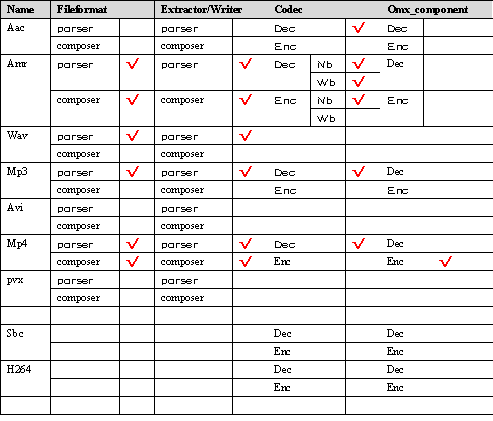 Name Fileformat Extractor/Writer Codec Omx_component
Aac parser parser Dec ✓ Dec
composer composer Enc Enc
Amr parser ✓ parser ✓ Dec Nb ✓ Dec
Wb ✓
composer ✓ composer ✓ Enc Nb ✓ Enc
Wb
Wav parser ✓ parser ✓
composer composer
Mp3 parser ✓ parser ✓ Dec ✓ Dec
composer composer Enc Enc
Avi parser parser
composer composer
Mp4 parser ✓ parser ✓ Dec ✓ Dec
composer ✓ composer ✓ Enc Enc ✓
pvx parser parser
composer composer
Sbc Dec Dec
Enc Enc
H264 Dec Dec
Enc Enc